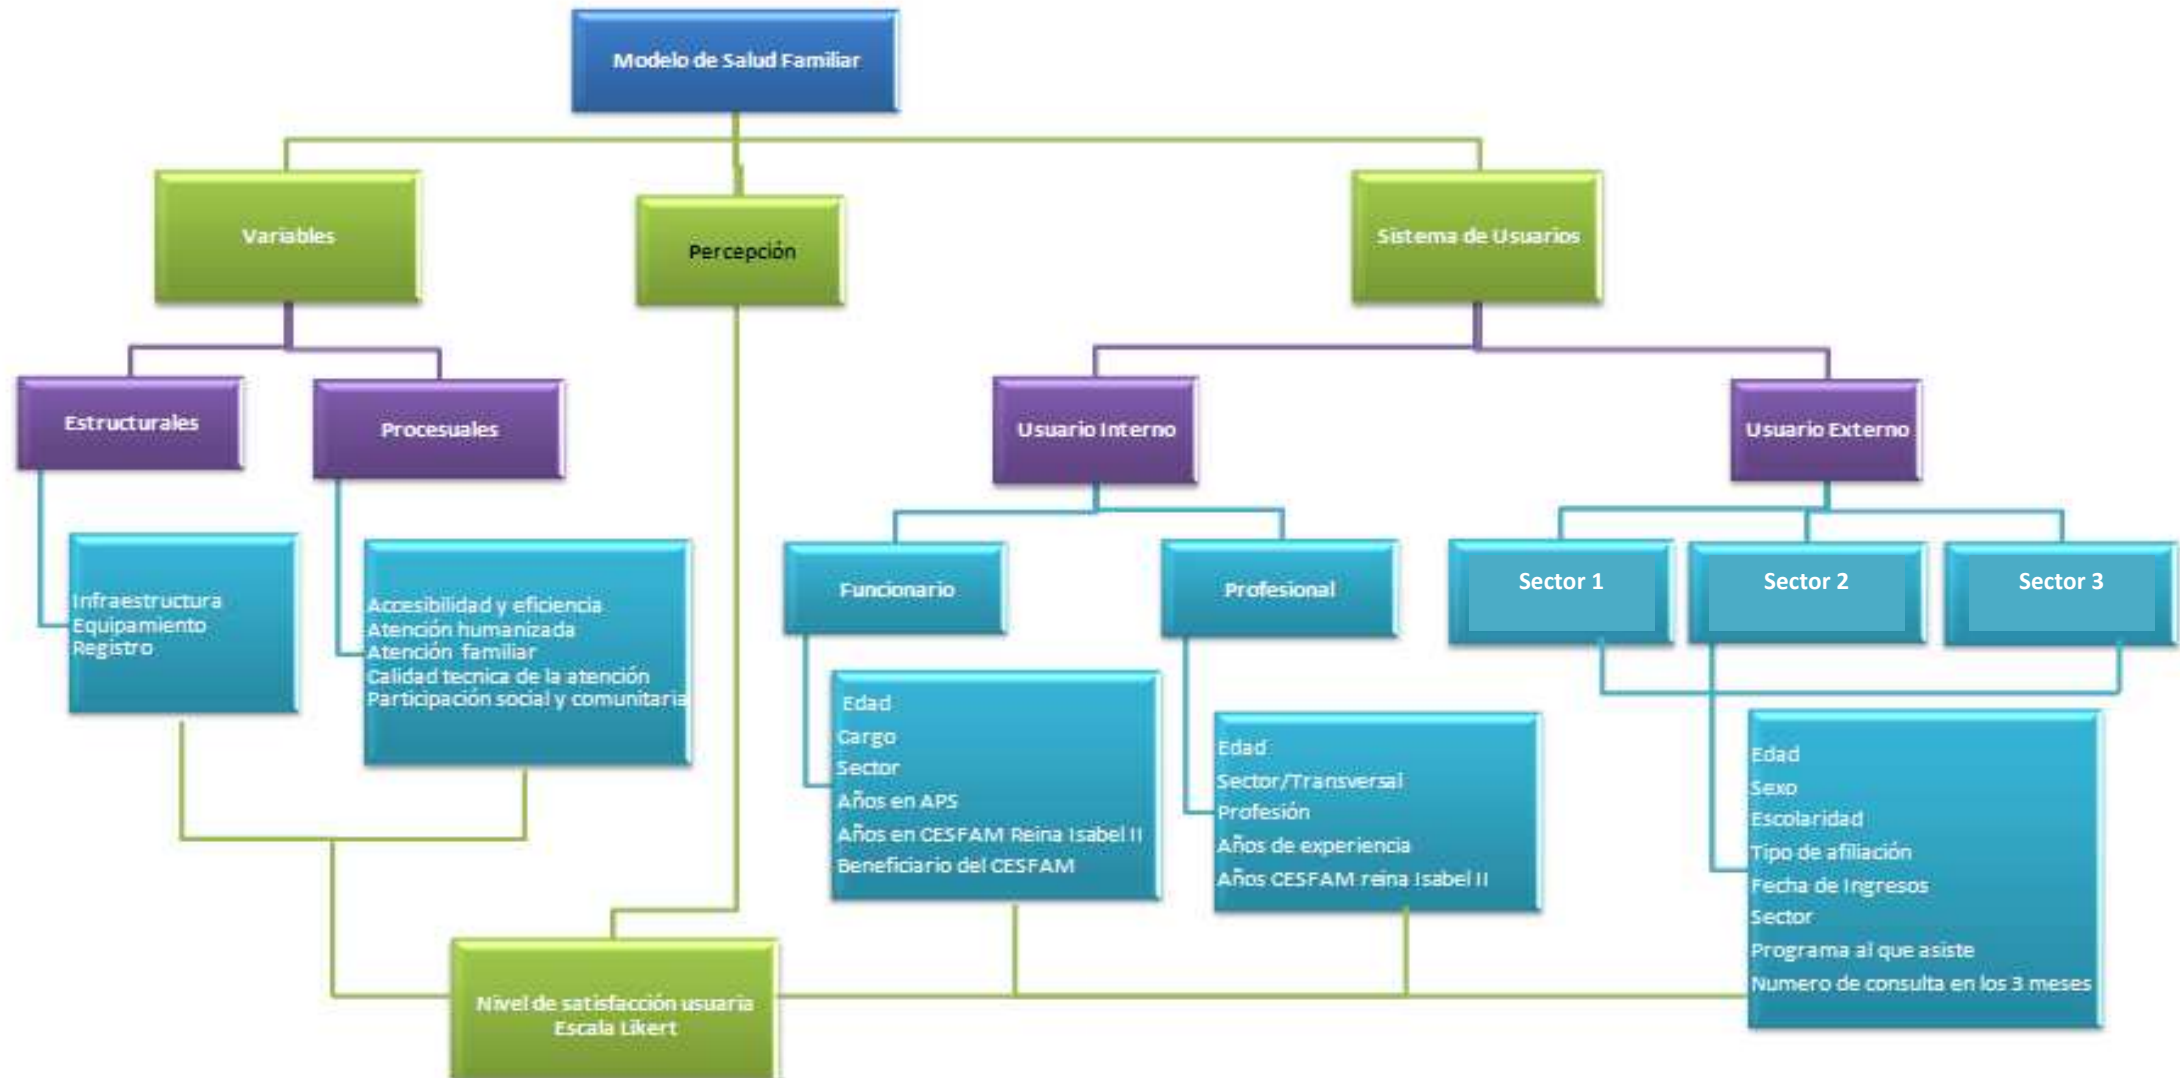 Modelo de Salud Familiar
Variables
Percepción
Sistema de Usuarios
Estructurales
Procesuales
Usuario Interno
Usuario Externo
Infraestructura
Equipamiento
Registro
Accesibilidad y eficiencia
Atención humanizada
Atención familiar
Calidad tecnica de la atención
Participación social y comunitaria
Funcionario
Profesional
Sector 1
Sector 2
Sector 3
Edad
Cargo
Sector
Años en APS
Años en CESFAM Reina Isabel II
Beneficiario del CESFAM
Edad
Sector/Transversal
Profesión
Años de experiencia
Años CESFAM reina Isabel II
Edad
Sexo
Escolaridad
Tipo de afiliación
Fecha de Ingresos
Sector
Programa al que asiste
Numero de consulta en los 3 meses
Nivel de satisfacción usuaria
Escala Likert